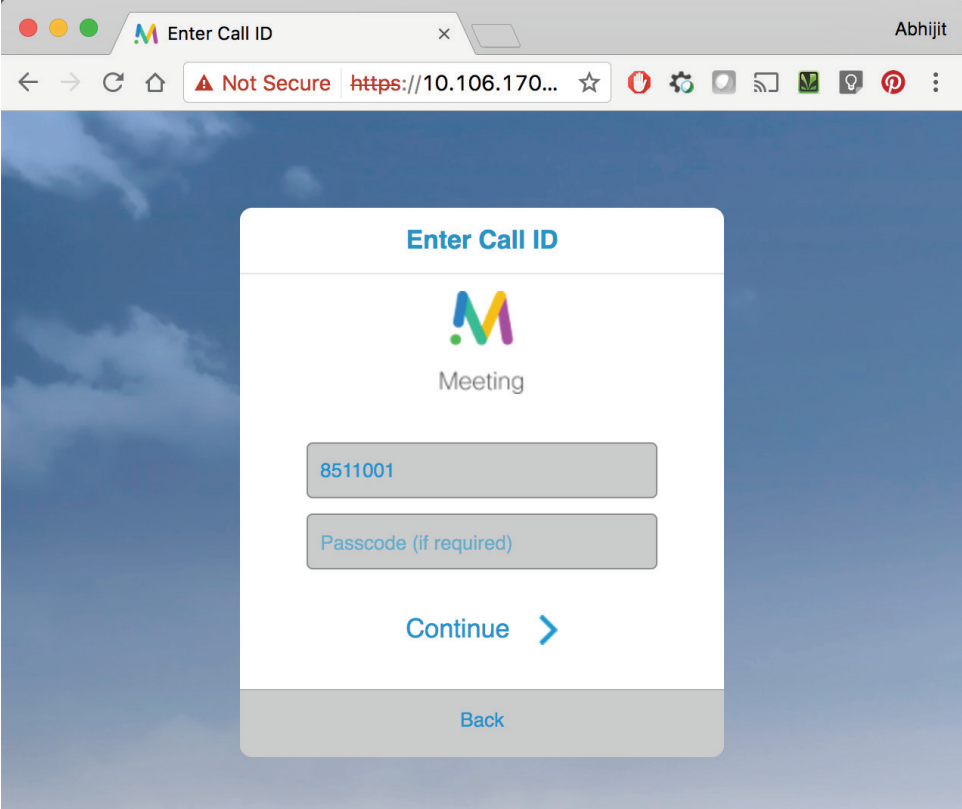 Enter Call ID
Abhijit
Not Secure https://10.106.170...
Enter Call ID
Meeting
8511001
Passcode (if required)
Continue
Back